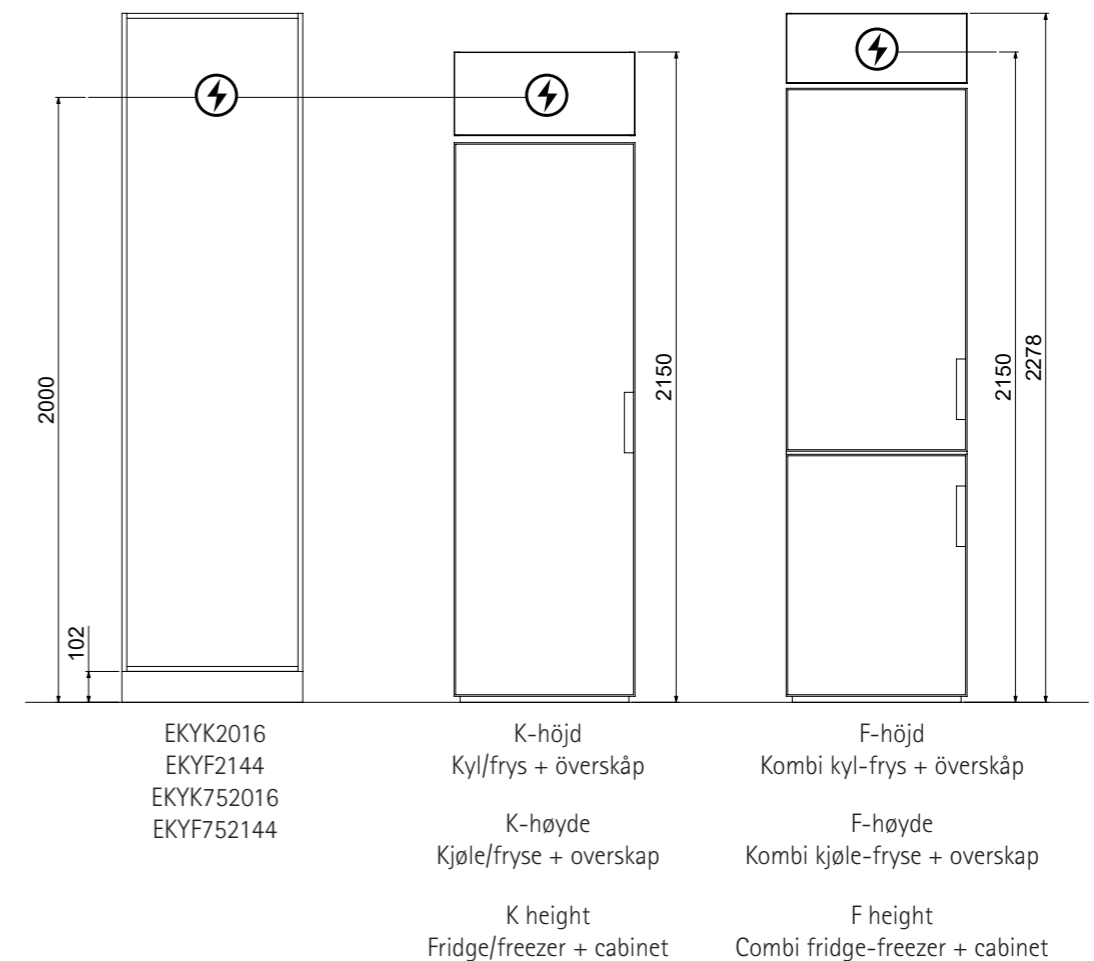 2000
102
2150
2150
2278
EKYK2016
EKYF2144
EKYK752016
EKYF752144
K-höjd
Kyl/frys + överskåp
K-høyde
Kjøle/fryse + overskap
K height
Fridge/freezer + cabinet
F-höjd
Kombi kyl-frys + överskåp
F-høyde
Kombi kjøle-fryse + overskap
F height
Combi fridge-freezer + cabinet